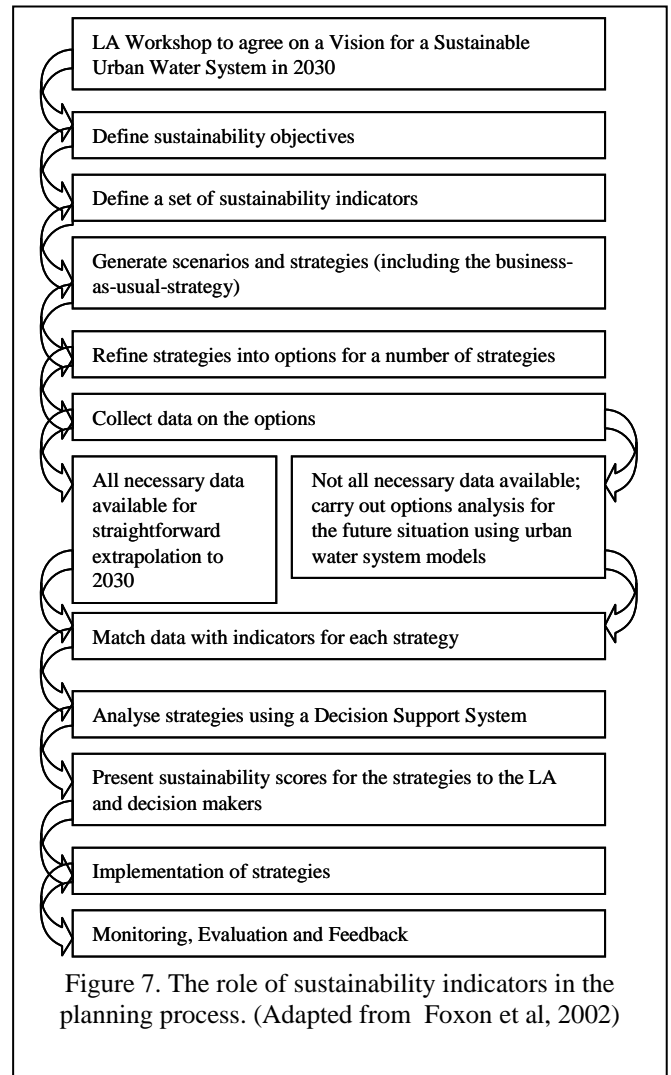 LA Workshop to agree on a Vision for a Sustainable
Urban Water System in 2030
Define sustainability objectives
Define a set of sustainability indicators
Generate scenarios and strategies (including the business-
as-usual-strategy)
Refine strategies into options for a number of strategies
Collect data on the options
All necessary data
available for
straightforward
extrapolation to
2030
Not all necessary data available;
carry out options analysis for
the future situation using urban
water system models
Match data with indicators for each strategy
Analyse strategies using a Decision Support System
Present sustainability scores for the strategies to the LA
and decision makers
Implementation of strategies
Monitoring, Evaluation and Feedback
Figure 7. The role of sustainability indicators in the
planning process. (Adapted from  Foxon et al, 2002)